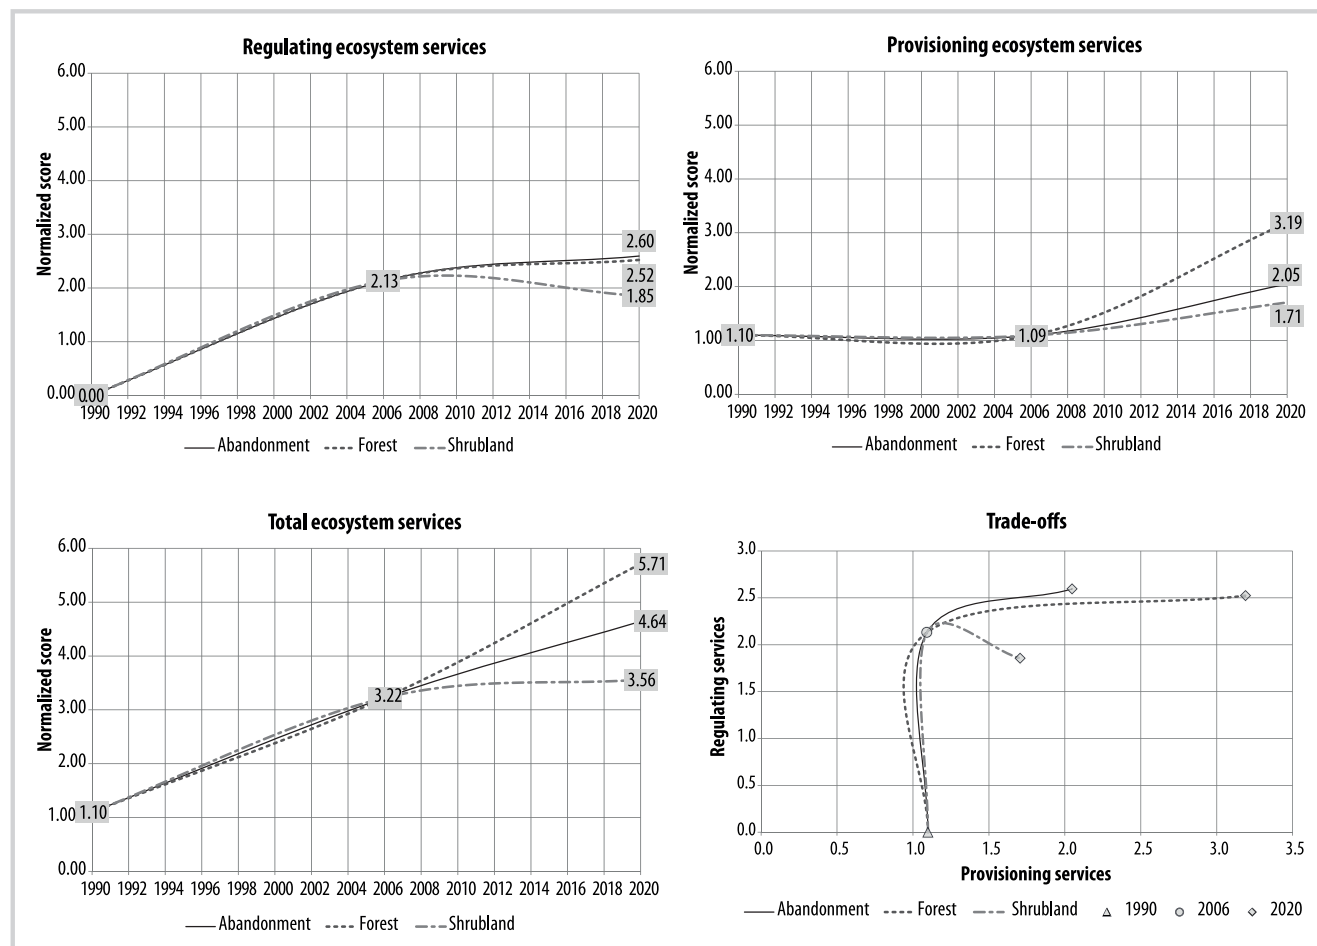 Regulating ecosystem services
6.00
5.00
4.00
3.00
2.00
1.00
0.00
Normalized score
2.60
2.52
1.85
2.13
0.00
1990 1992 1994 1996 1998 2000 2002 2004 2006 2008 2010 2012 2014 2016 2018 2020
Abandonment Forest Shrubland
Provisioning ecosystem services
6.00
5.00
4.00
3.00
2.00
1.00
0.00
Normalized score
3.19
2.05
1.71
1.10
1.09
1990 1992 1994 1996 1998 2000 2002 2004 2006 2008 2010 2012 2014 2016 2018 2020
Abandonment Forest Shrubland
Total ecosystem services
6.00
5.00
4.00
3.00
2.00
1.00
0.00
Normalized score
5.71
4.64
3.56
3.22
1.10
1990 1992 1994 1996 1998 2000 2002 2004 2006 2008 2010 2012 2014 2016 2018 2020
Abandonment Forest Shrubland
Trade-offs
3.0
2.5
2.0
1.5
1.0
0.5
0.0
Regulating services
0.0 0.5 1.0 1.5 2.0 2.5 3.0 3.5
Provisioning services
Abandonment Forest Shrubland 1990 2006 2020